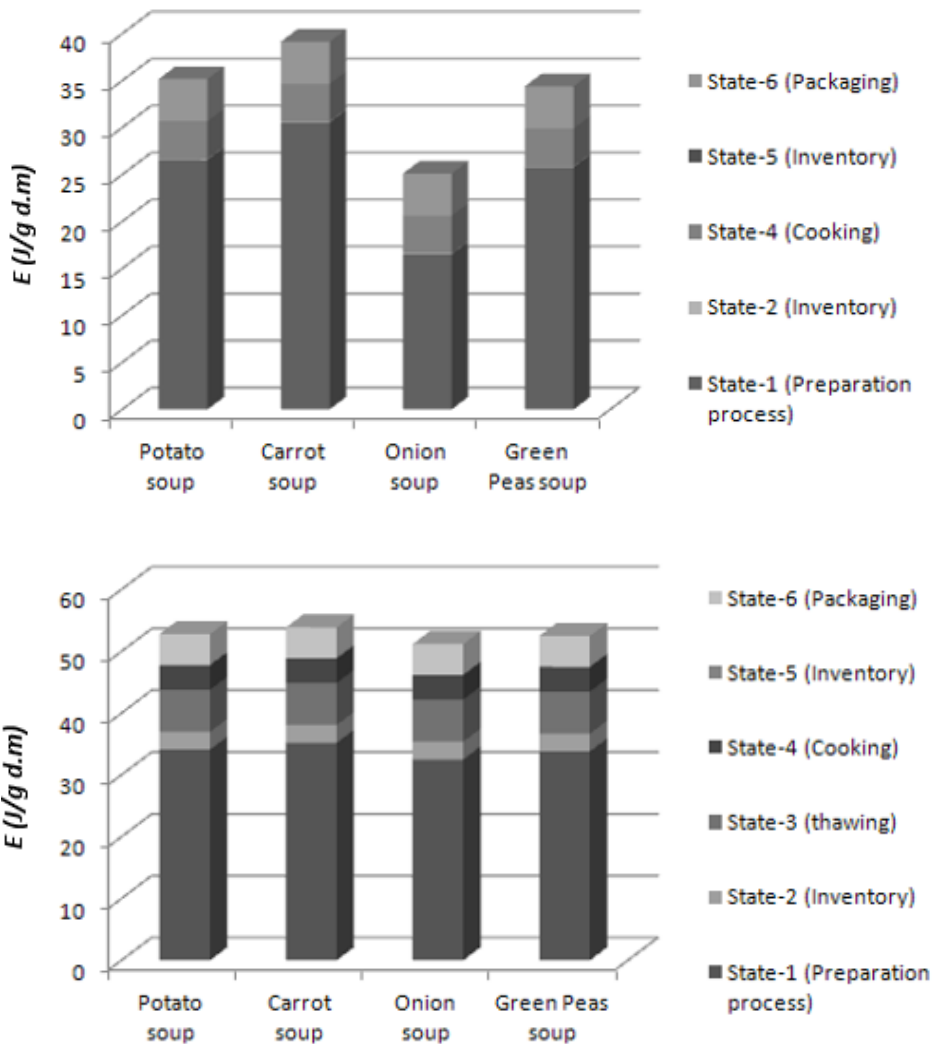 40
35
30
25
20
15
10
5
0
E (J/g d.m)
Potato
soup
Carrot
soup
Onion
soup
Green
Peas soup
State-6 (Packaging)
State-5 (Inventory)
State-4 (Cooking)
State-2 (Inventory)
State-1 (Preparation
process)
60
50
40
30
20
10
0
E (J/g d.m)
Potato
soup
Carrot
soup
Onion
soup
Green Peas
soup
State-6 (Packaging)
State-5 (Inventory)
State-4 (Cooking)
State-3 (thawing)
State-2 (Inventory)
State-1 (Preparation
process)